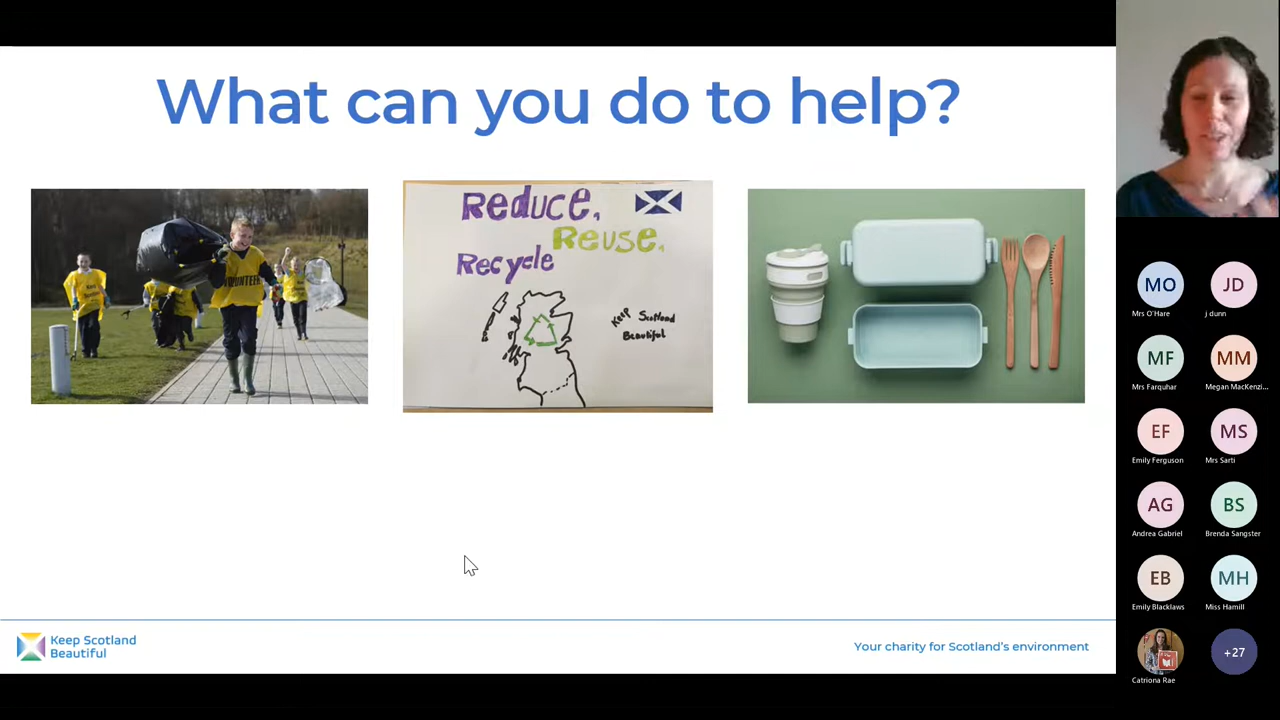 What can you do to help?
VOLUNTEER
Reduce,
Reuse,
Recycle
Keep Scotland
Beautiful
Keep Scotland
Beautiful
Your charity for Scotland's environment
MO
JD
Mrs O'Hare
j dunn
MF
MM
Mrs Farquhar
Megan MacKenzi...
EF
MS
Emily Ferguson
Mrs Sarti
AG
BS
Andrea Gabriel
Brenda Sangster
EB
MH
Emily Blacklaws
Miss Hamill
+27
Catriona Rae